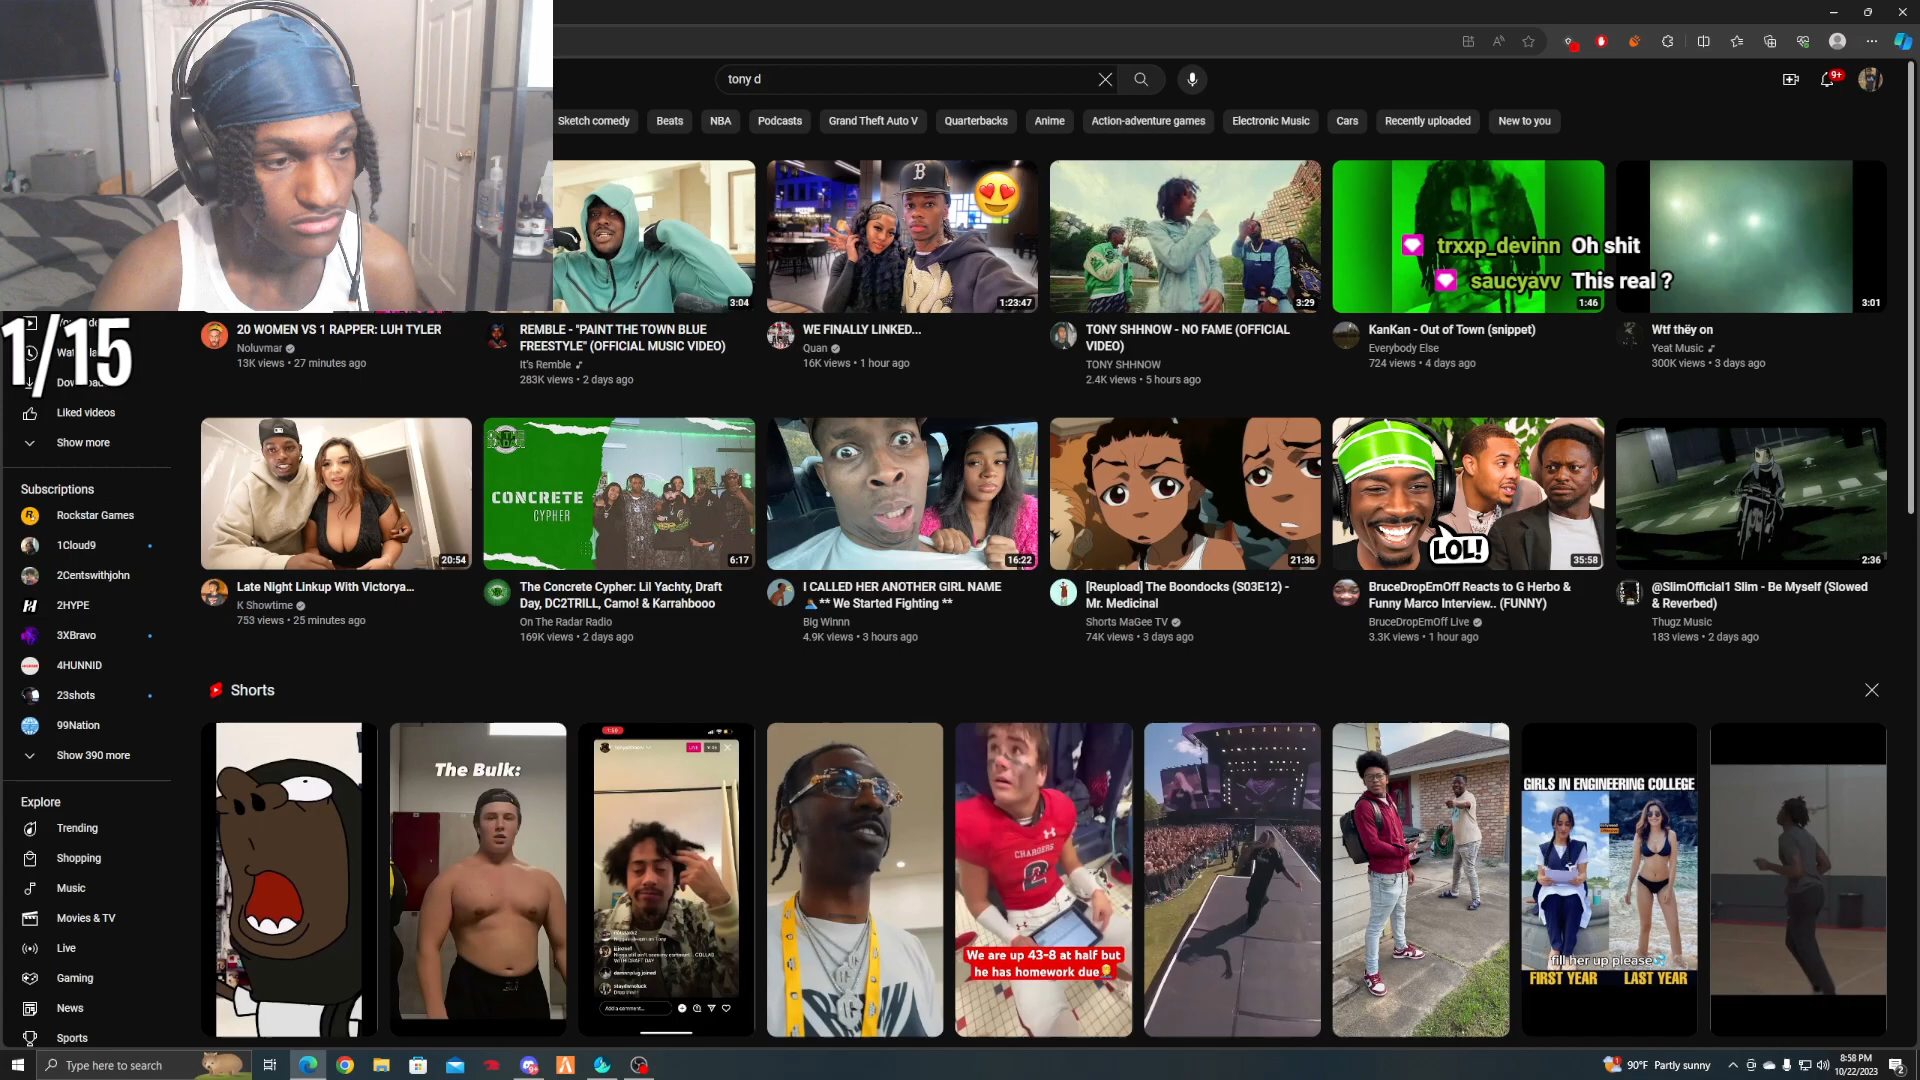 tony d
Sketch comedy
Beats
NBA
Podcasts
Grand Theft Auto V
Quarterbacks
Anime
Action-adventure games
Electronic Music
Cars
Recently uploaded
New to you
9+
B
trxxp_devinn Oh shit
saucyavv This real ?
3:04
1:23:47
3:29
1:46
3:01
1/15
20 WOMEN VS 1 RAPPER: LUH TYLER
Noluvmar
13K views • 27 minutes ago
REMBLE - "PAINT THE TOWN BLUE
FREESTYLE" (OFFICIAL MUSIC VIDEO)
It's Remble
283K views • 2 days ago
WE FINALLY LINKED...
Quan
16K views • 1 hour ago
TONY SHHNOW - NO FAME (OFFICIAL
VIDEO)
TONY SHHNOW
2.4K views • 5 hours ago
KanKan - Out of Town (snippet)
Everybody Else
724 views • 4 days ago
Wtf thëy on
Yeat Music
300K views • 3 days ago
Liked videos
Show more
Subscriptions
Rockstar Games
1Cloud9
2Centswithjohn
2HYPE
3XBravo
4HUNNID
23shots
99Nation
Show 390 more
CONCRETE
CYPHER
LOL!
20:54
6:17
16:22
21:36
35:58
2:36
Late Night Linkup With Victorya...
K Showtime
753 views • 25 minutes ago
The Concrete Cypher: Lil Yachty, Draft
Day, DC2TRILL, Camo! & Karrahbooo
On The Radar Radio
169K views • 2 days ago
I CALLED HER ANOTHER GIRL NAME
** We Started Fighting **
Big Winnn
4.9K views • 3 hours ago
[Reupload] The Boondocks (S03E12) -
Mr. Medicinal
Shorts MaGee TV
74K views • 3 days ago
BruceDropEmOff Reacts to G Herbo &
Funny Marco Interview.. (FUNNY)
BruceDropEmOff Live
3.3K views • 1 hour ago
@SlimOfficial1 Slim - Be Myself (Slowed
& Reverbed)
Thugz Music
183 views • 2 days ago
Shorts
Explore
Trending
Shopping
Music
Movies & TV
Live
Gaming
News
Sports
The Bulk:
CHARGERS
2
We are up 43-8 at half but
he has homework due
GIRLS IN ENGINEERING COLLEGE
fill her up please
FIRST YEAR LAST YEAR
Type here to search
90°F Partly sunny
8:58 PM
10/22/2023
2